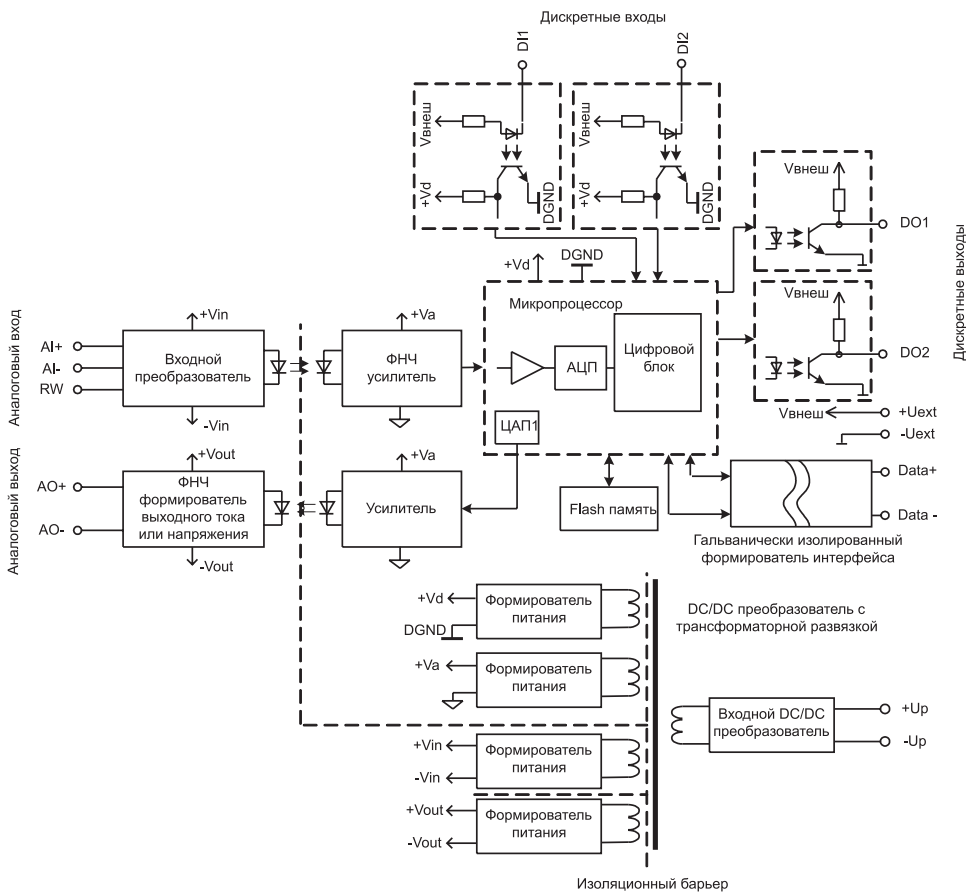 Дискретные входы
DI1
DI2
Vвнеш
+Vd
DGND
Vвнеш
+Vd
DGND
Vвнеш
DO1
Vвнеш
DO2
Дискретные выходы
+Vd
DGND
Микропроцессор
АЦП
Цифровой
блок
ЦАП1
Аналоговый вход
AI+
AI-
RW
+Vin
Входной
преобразователь
-Vin
+Va
ФНЧ
усилитель
Vвнеш
+Uext
-Uext
Аналоговый выход
AO+
AO-
+Vout
ФНЧ
формирователь
выходного тока
или напряжения
-Vout
+Va
Усилитель
Flash память
Data+
Data -
Гальванически изолированный
формирователь интерфейса
+Vd
DGND
Формирователь
питания
DC/DC преобразователь с
трансформаторной развязкой
+Va
Формирователь
питания
Входной DC/DC
преобразователь
+Up
-Up
+Vin
-Vin
Формирователь
питания
+Vout
-Vout
Формирователь
питания
Изоляционный барьер